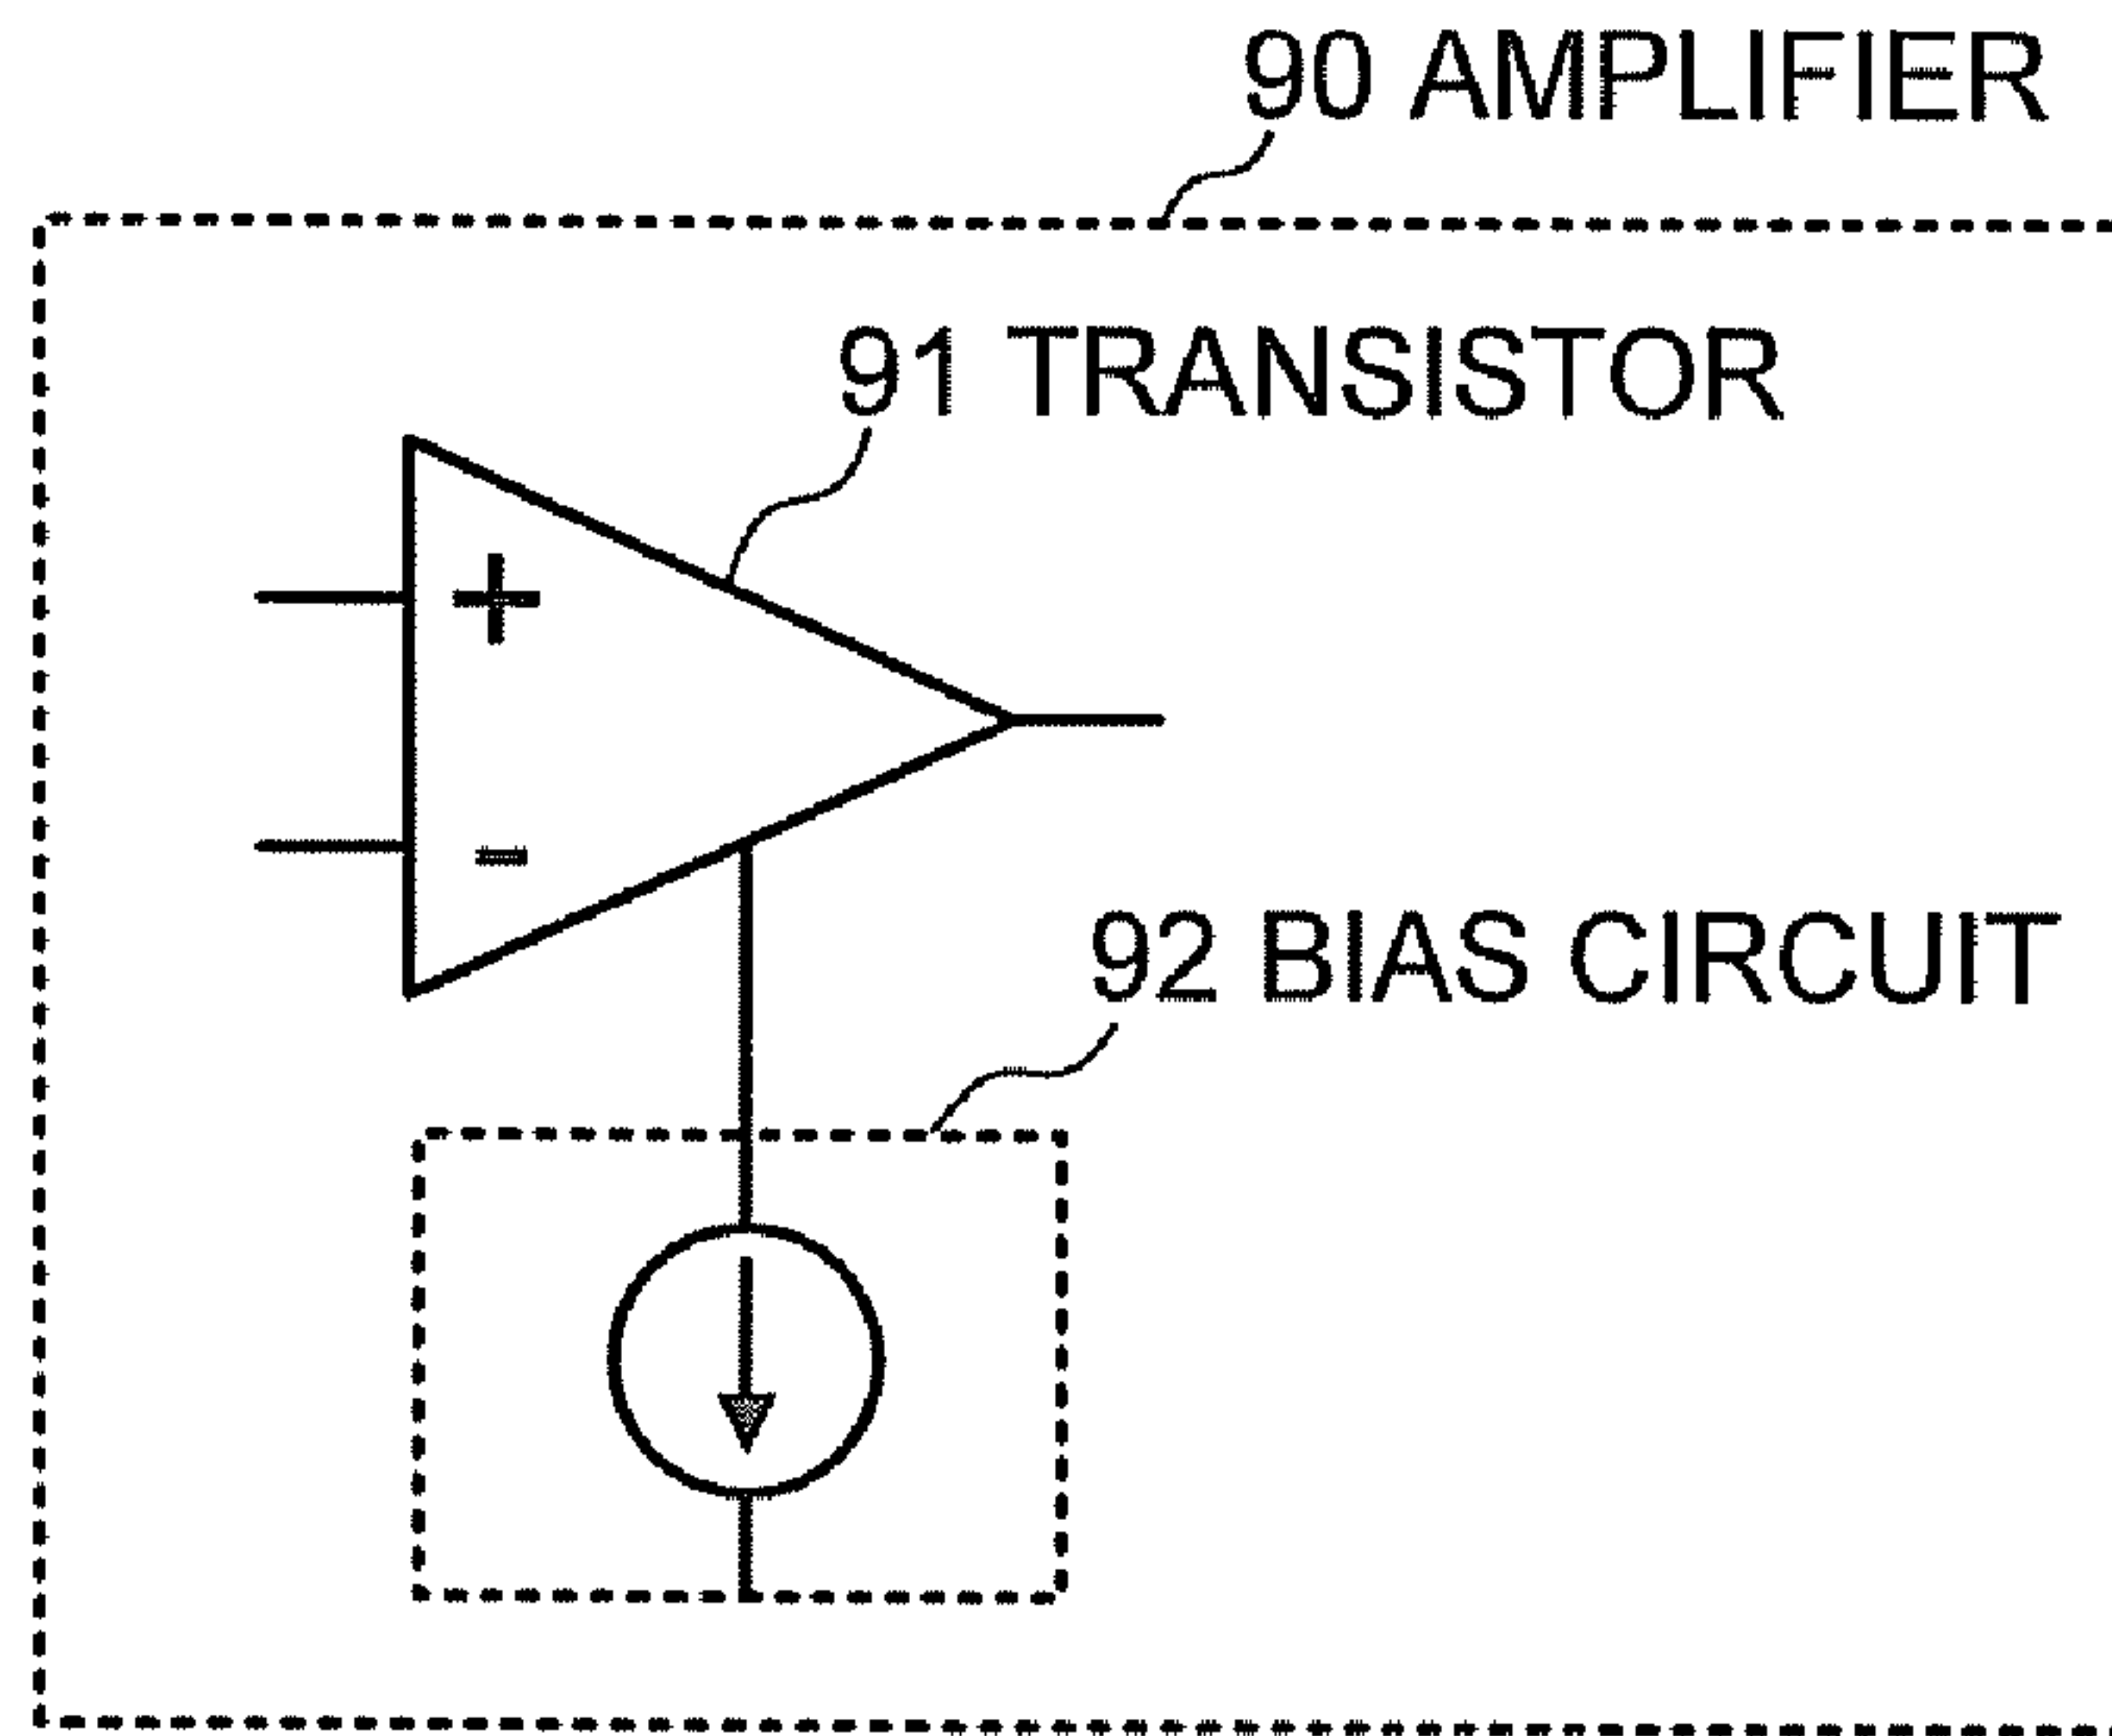 90 AMPLIFIER
91 TRANSISTOR
+
-
92 BIAS CIRCUIT